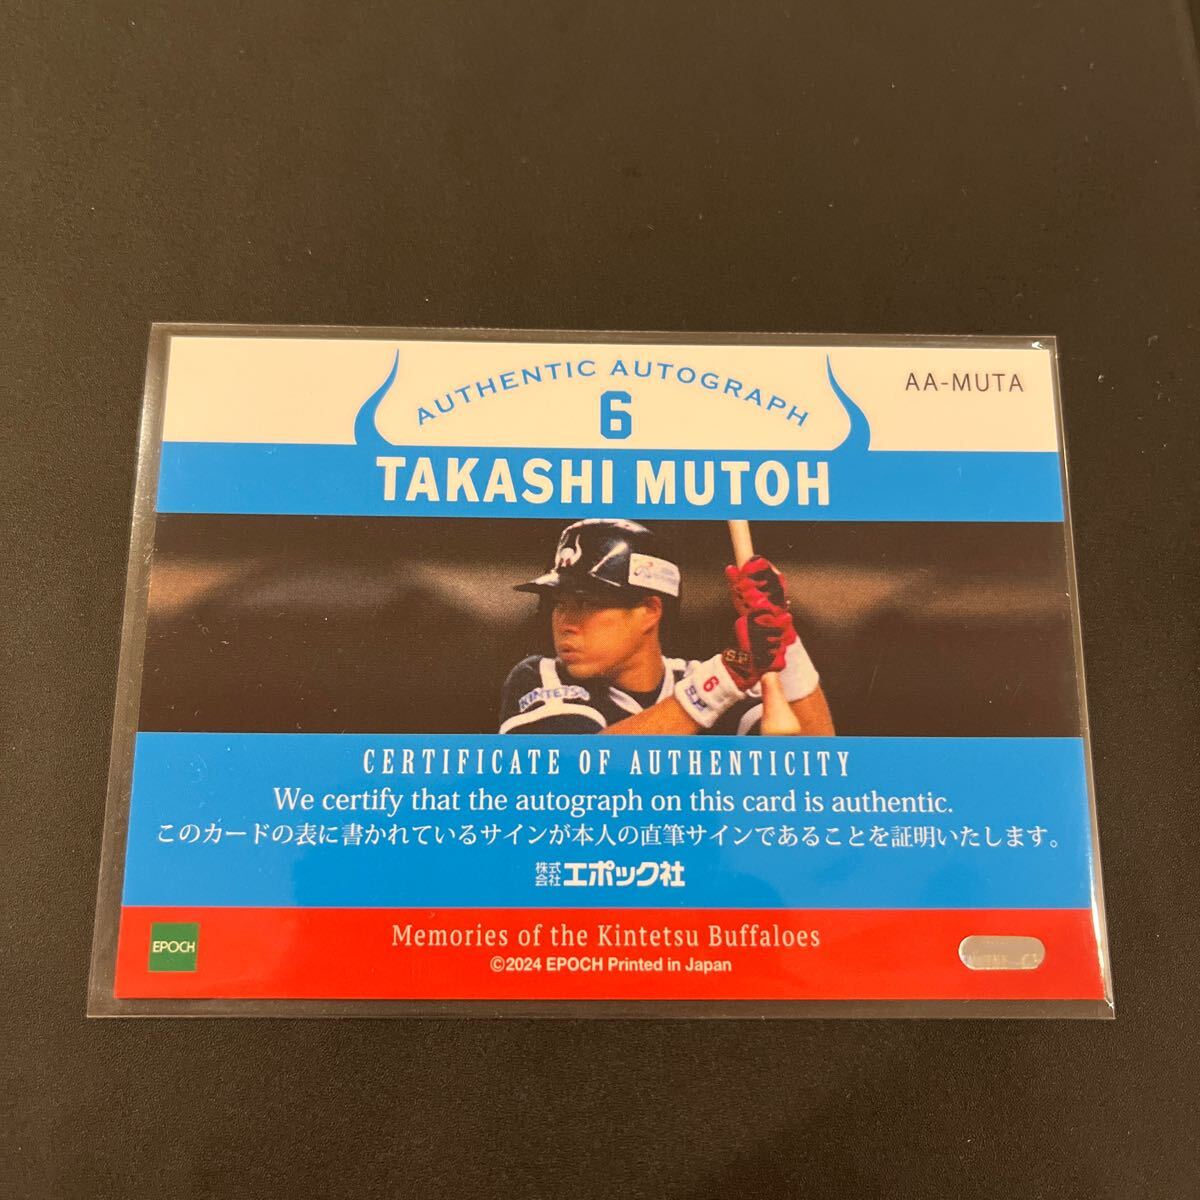 AUTHENTIC AUTOGRAPH
6
AA-MUTA
TAKASHI MUTOH
KINTETSU
6
CERTIFICATE OF AUTHENTICITY
We certify that the autograph on this card is authentic.
このカードの表に書かれているサインが本人の直筆サインであることを証明いたします。
株式会社エポック社
EPOCH
Memories of the Kintetsu Buffaloes
©2024 EPOCH Printed in Japan